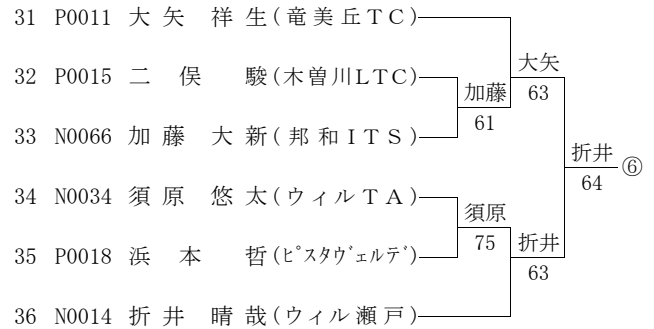 31 P0011 大矢 祥生(竜美丘TC)
大矢
32 P0015 二俣 駿(木曽川LTC)
加藤 63
61
33 N0066 加藤 大新(邦和ITS)
折井 ⑥
64
34 N0034 須原 悠太(ウィルTA)
須原
75 折井
35 P0018 浜本 哲(ピスタヴェルデ)
63
36 N0014 折井 晴哉(ウィル瀬戸)